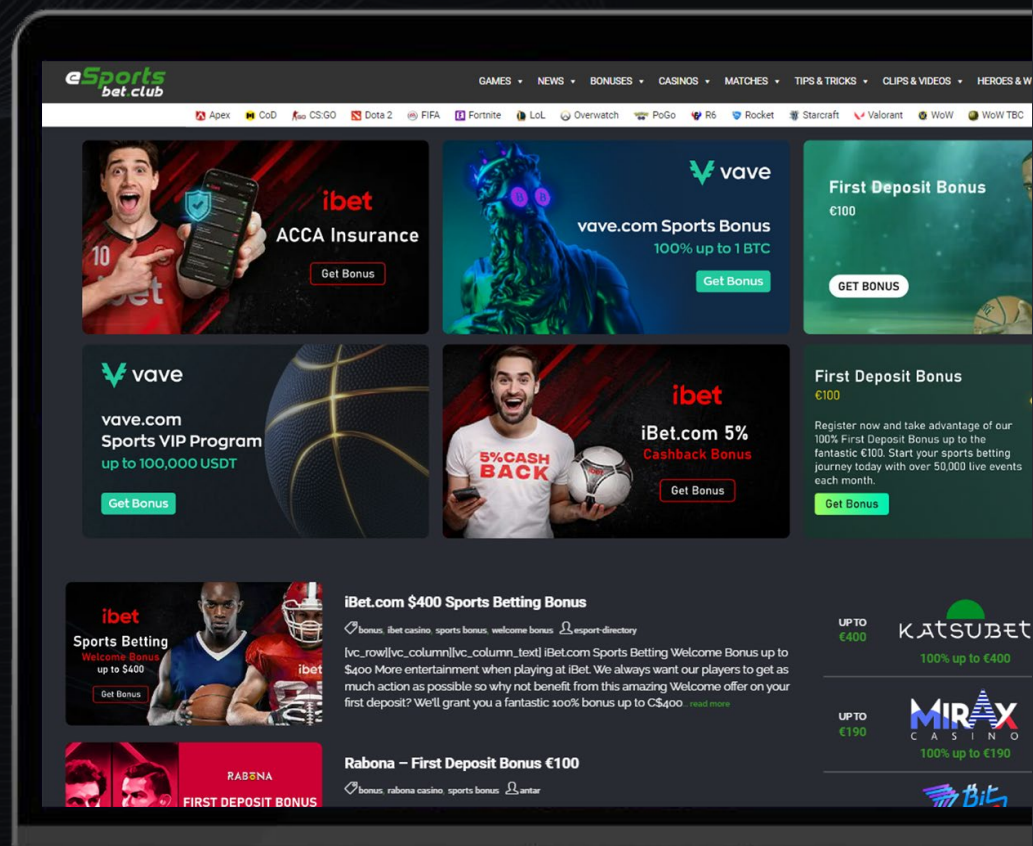 eSports
bet.club
GAMES NEWS BONUSES CASINOS MATCHES TIPS & TRICKS CLIPS & VIDEOS HEROES & W
Apex CoD CS:GO Dota 2 FIFA Fortnite LoL Overwatch PoGo R6 Rocket Starcraft Valorant WoW WoW TBC
10
bet
ibet
ACCA Insurance
Get Bonus
vave
vave.com Sports Bonus
100% up to 1 BTC
Get Bonus
First Deposit Bonus
€100
GET BONUS
vave
vave.com
Sports VIP Program
up to 100,000 USDT
Get Bonus
5%CASH
BACK
ibet
iBet.com 5%
Cashback Bonus
Get Bonus
First Deposit Bonus
€100
Register now and take advantage of our
100% First Deposit Bonus up to the
fantastic €100. Start your sports betting
journey today with over 50,000 live events
each month.
Get Bonus
ibet
Sports Betting
Welcome Bonus
up to $400
Get Bonus
ibet
iBet.com $400 Sports Betting Bonus
bonus, ibet casino, sports bonus, welcome bonus esport-directory
[vc_row][vc_column][vc_column_text] iBet.com Sports Betting Welcome Bonus up to
$400 More entertainment when playing at iBet. We always want our players to get as
much action as possible so why not benefit from this amazing Welcome offer on your
first deposit? We'll grant you a fantastic 100% bonus up to C$400... read more
UP TO
€400
KATSUBET
100% up to €400
UP TO
€190
MIRAX
CASINO
100% up to €190
RABONA
FIRST DEPOSIT BONUS
Rabona – First Deposit Bonus €100
bonus, rabona casino, sports bonus antar
Bit